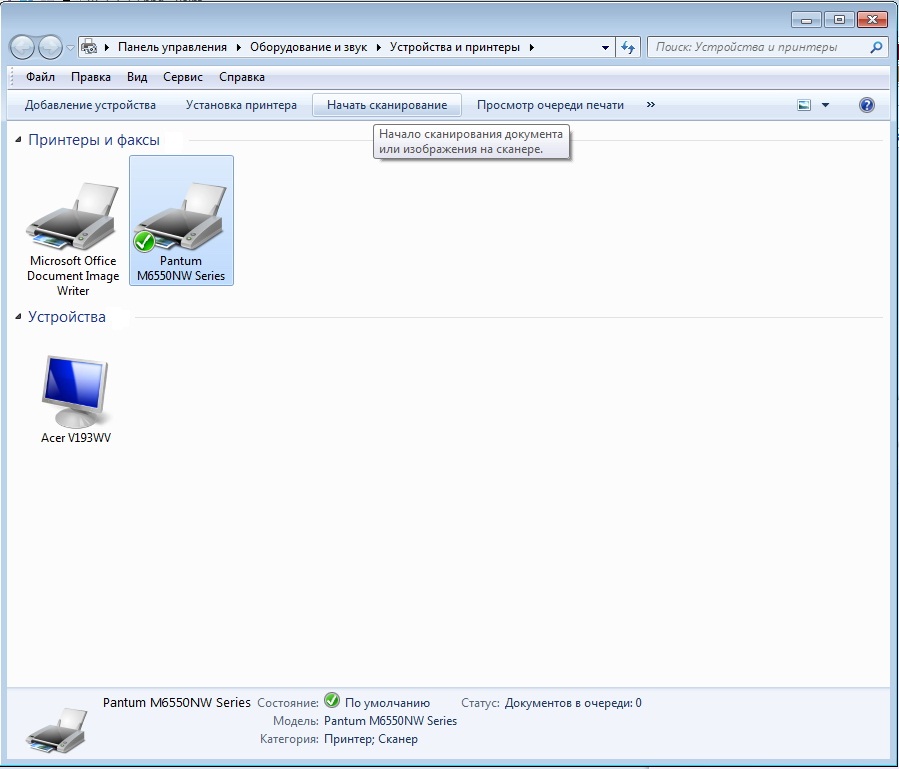 Панель управления ▸ Оборудование и звук ▸ Устройства и принтеры ▸
Поиск: Устройства и принтеры
Файл Правка Вид Сервис Справка
Добавление устройства Установка принтера Начать сканирование Просмотр очереди печати »
Начало сканирования документа
или изображения на сканере.
Принтеры и факсы
Microsoft Office
Document Image
Writer
Pantum
M6550NW Series
Устройства
Acer V193WV
Pantum M6550NW Series Состояние: По умолчанию Статус: Документов в очереди: 0
Модель: Pantum M6550NW Series
Категория: Принтер; Сканер